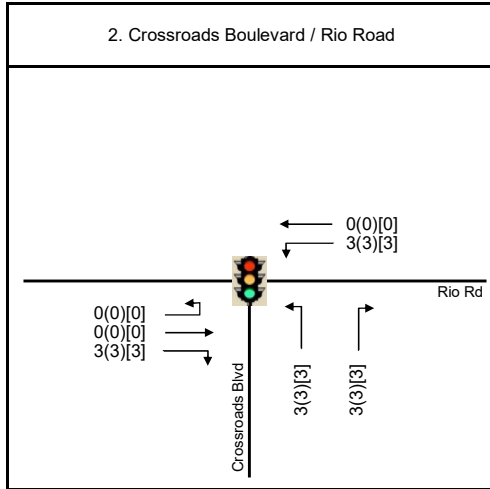 2. Crossroads Boulevard / Rio Road
0(0)[0]
3(3)[3]
Rio Rd
0(0)[0]
0(0)[0]
3(3)[3]
Crossroads Blvd
3(3)[3]
3(3)[3]